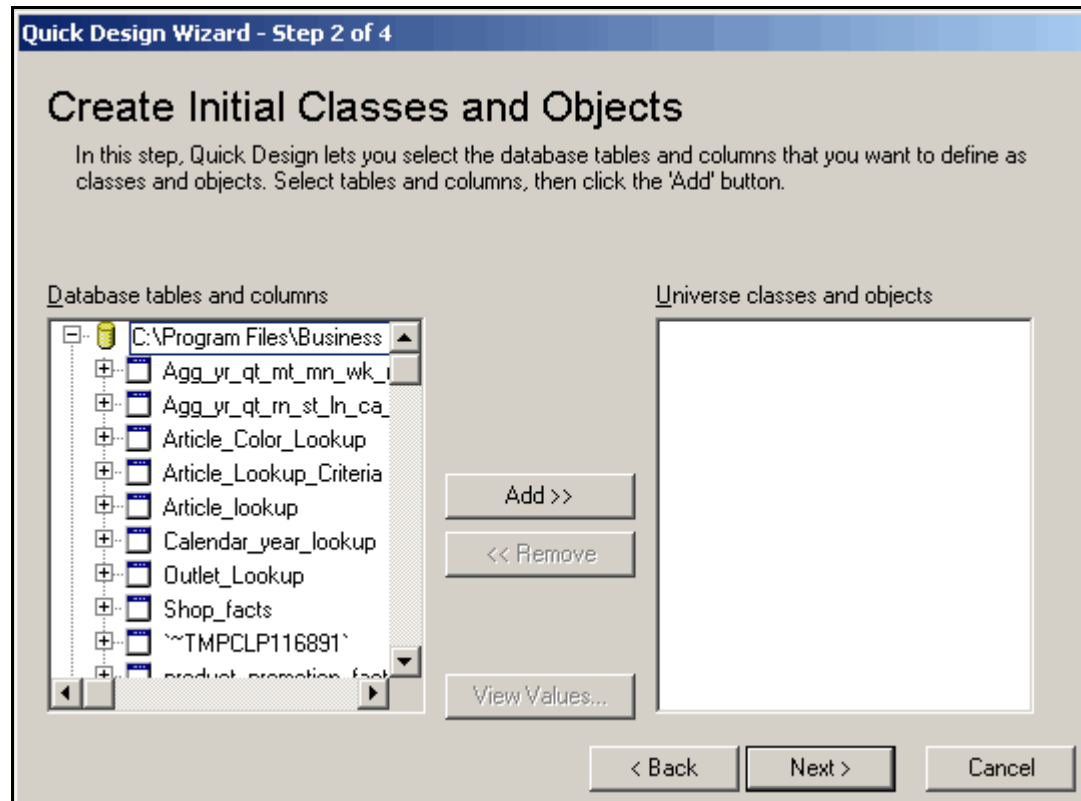 Quick Design Wizard - Step 2 of 4
Create Initial Classes and Objects
In this step, Quick Design lets you select the database tables and columns that you want to define as
classes and objects. Select tables and columns, then click the 'Add' button.
Database tables and columns
Universe classes and objects
C:\Program Files\Business
Agg_yr_qt_mt_mn_wk_
Agg_yr_qt_rn_st_ln_ca_
Article_Color_Lookup
Article_Lookup_Criteria
Article_lookup
Calendar_year_lookup
Outlet_Lookup
Shop_facts
`~TMPCLP116891`
product_promotion_fact
Add >>
<< Remove
View Values...
< Back
Next >
Cancel